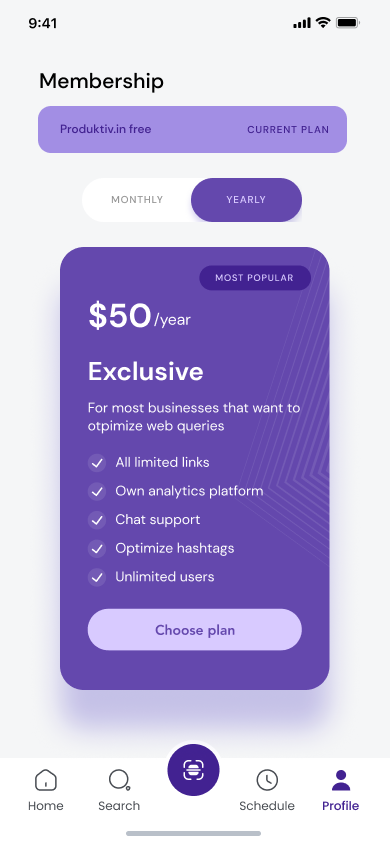 9:41
Membership
Produktiv.in free CURRENT PLAN
MONTHLY YEARLY
MOST POPULAR
$50/year
Exclusive
For most businesses that want to
otpimize web queries
All limited links
Own analytics platform
Chat support
Optimize hashtags
Unlimited users
Choose plan
Home Search Schedule Profile